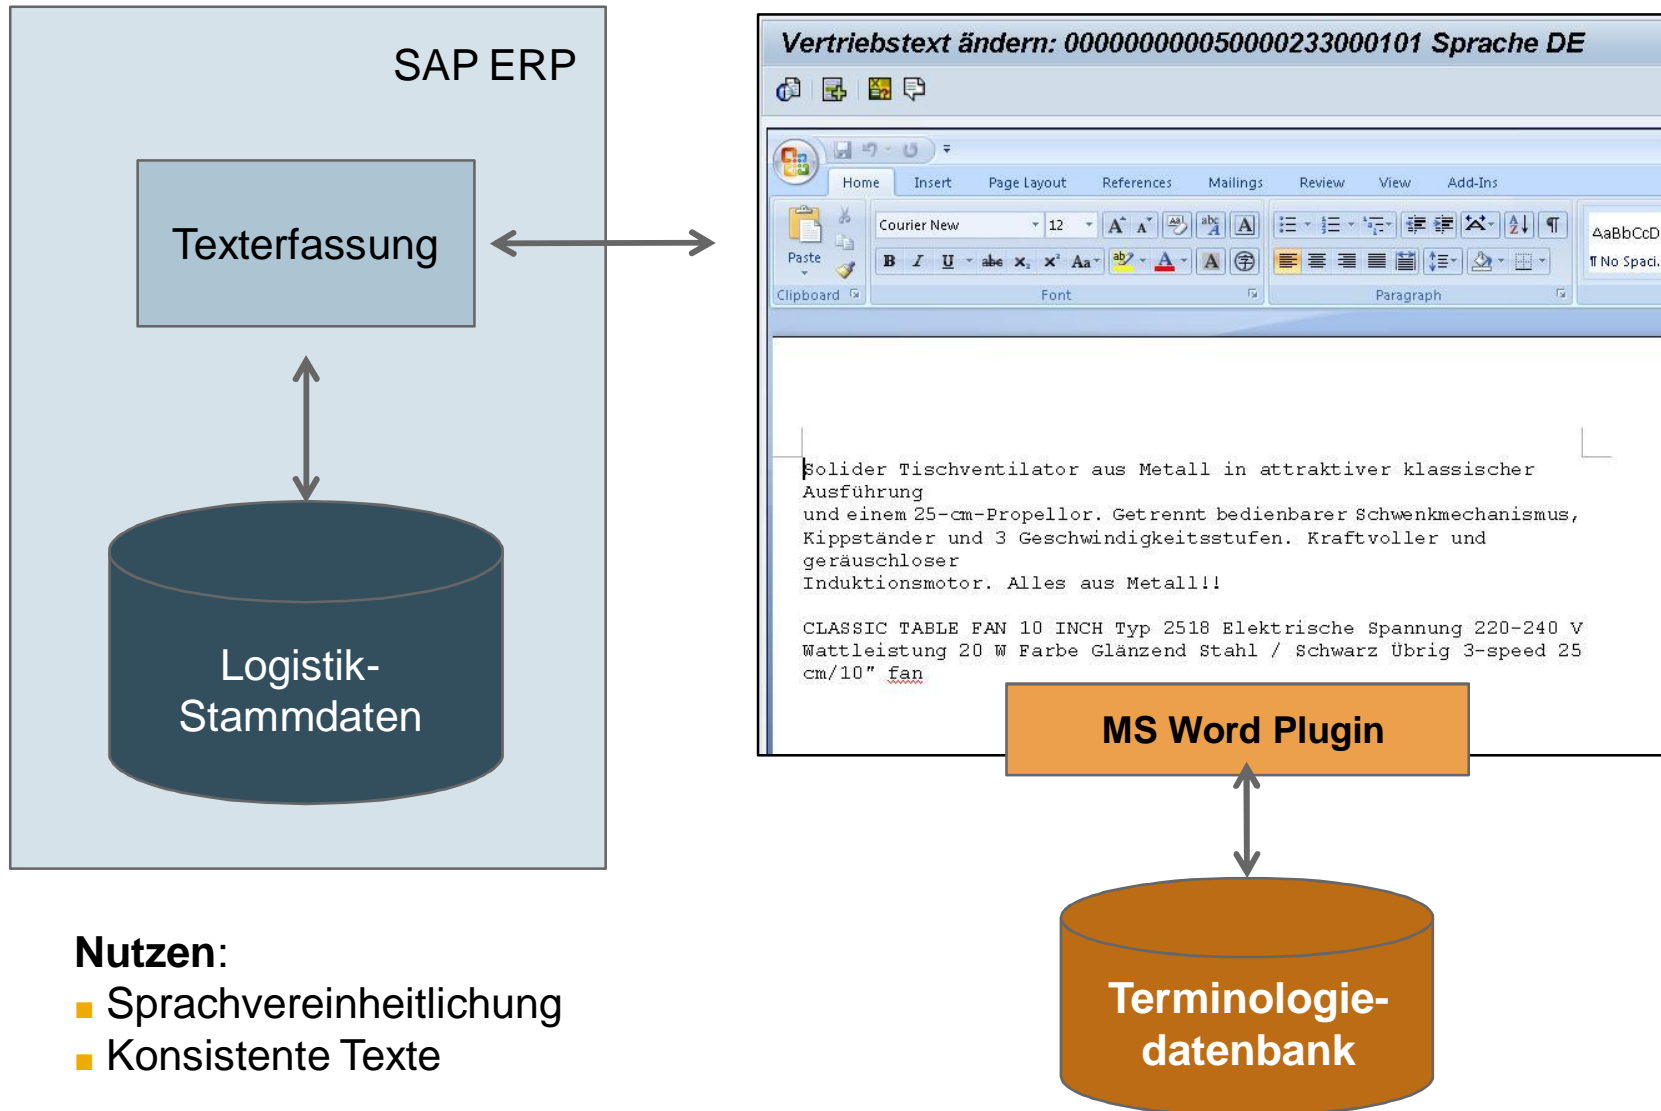 SAP ERP
Texterfassung
Logistik-
Stammdaten
Nutzen:
Sprachvereinheitlichung
Konsistente Texte
Vertriebstext ändern: 000000000050000233000101 Sprache DE
Home Insert Page Layout References Mailings Review View Add-Ins
Paste
Clipboard
Courier New 12
Font
Paragraph
AaBbCcD
¶ No Spaci.
Solider Tischventilator aus Metall in attraktiver klassischer
Ausführung
und einem 25-cm-Propellor. Getrennt bedienbarer Schwenkmechanismus,
Kippständer und 3 Geschwindigkeitsstufen. Kraftvoller und
geräuschloser
Induktionsmotor. Alles aus Metall!!
CLASSIC TABLE FAN 10 INCH Typ 2518 Elektrische Spannung 220-240 V
Wattleistung 20 W Farbe Glänzend Stahl / Schwarz Übrig 3-speed 25
cm/10" fan
MS Word Plugin
Terminologie-
datenbank